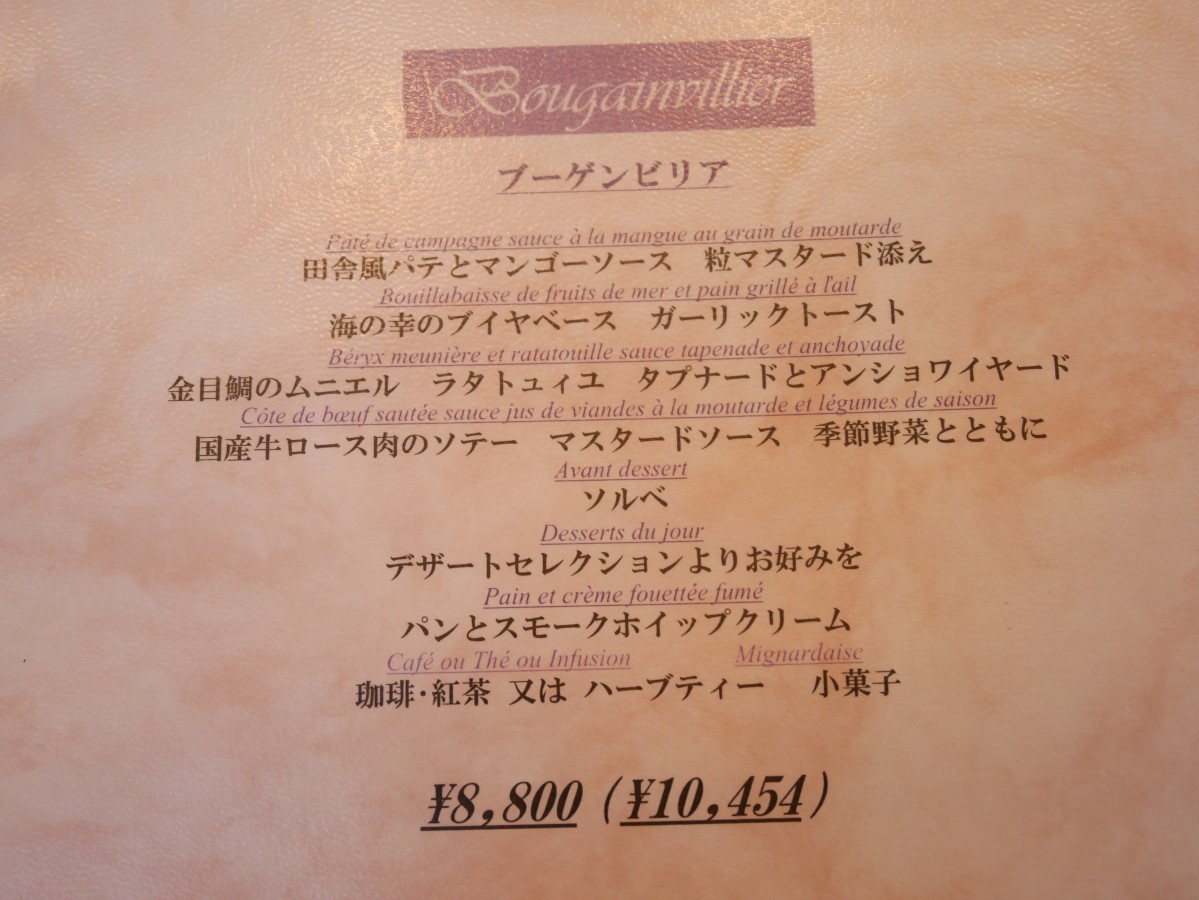 Bougainvillier
ブーゲンビリア
Pâté de campagne sauce à la mangue au grain de moutarde
田舎風パテとマンゴーソース　粒マスタード添え
Bouillabaisse de fruits de mer et pain grillé à l'ail
海の幸のブイヤベース　ガーリックトースト
Béryx meunière et ratatouille sauce tapenade et anchoyade
金目鯛のムニエル　ラタトュィユ　タプナードとアンショワイヤード
Côte de bœuf sautée sauce jus de viandes à la moutarde et légumes de saison
国産牛ロース肉のソテー　マスタードソース　季節野菜とともに
Avant dessert
ソルベ
Desserts du jour
デザートセレクションよりお好みを
Pain et crème fouettée fumé
パンとスモークホイップクリーム
Café ou Thé ou Infusion　Mignardaise
珈琲・紅茶 又は ハーブティー　小菓子
¥8,800 (¥10,454)